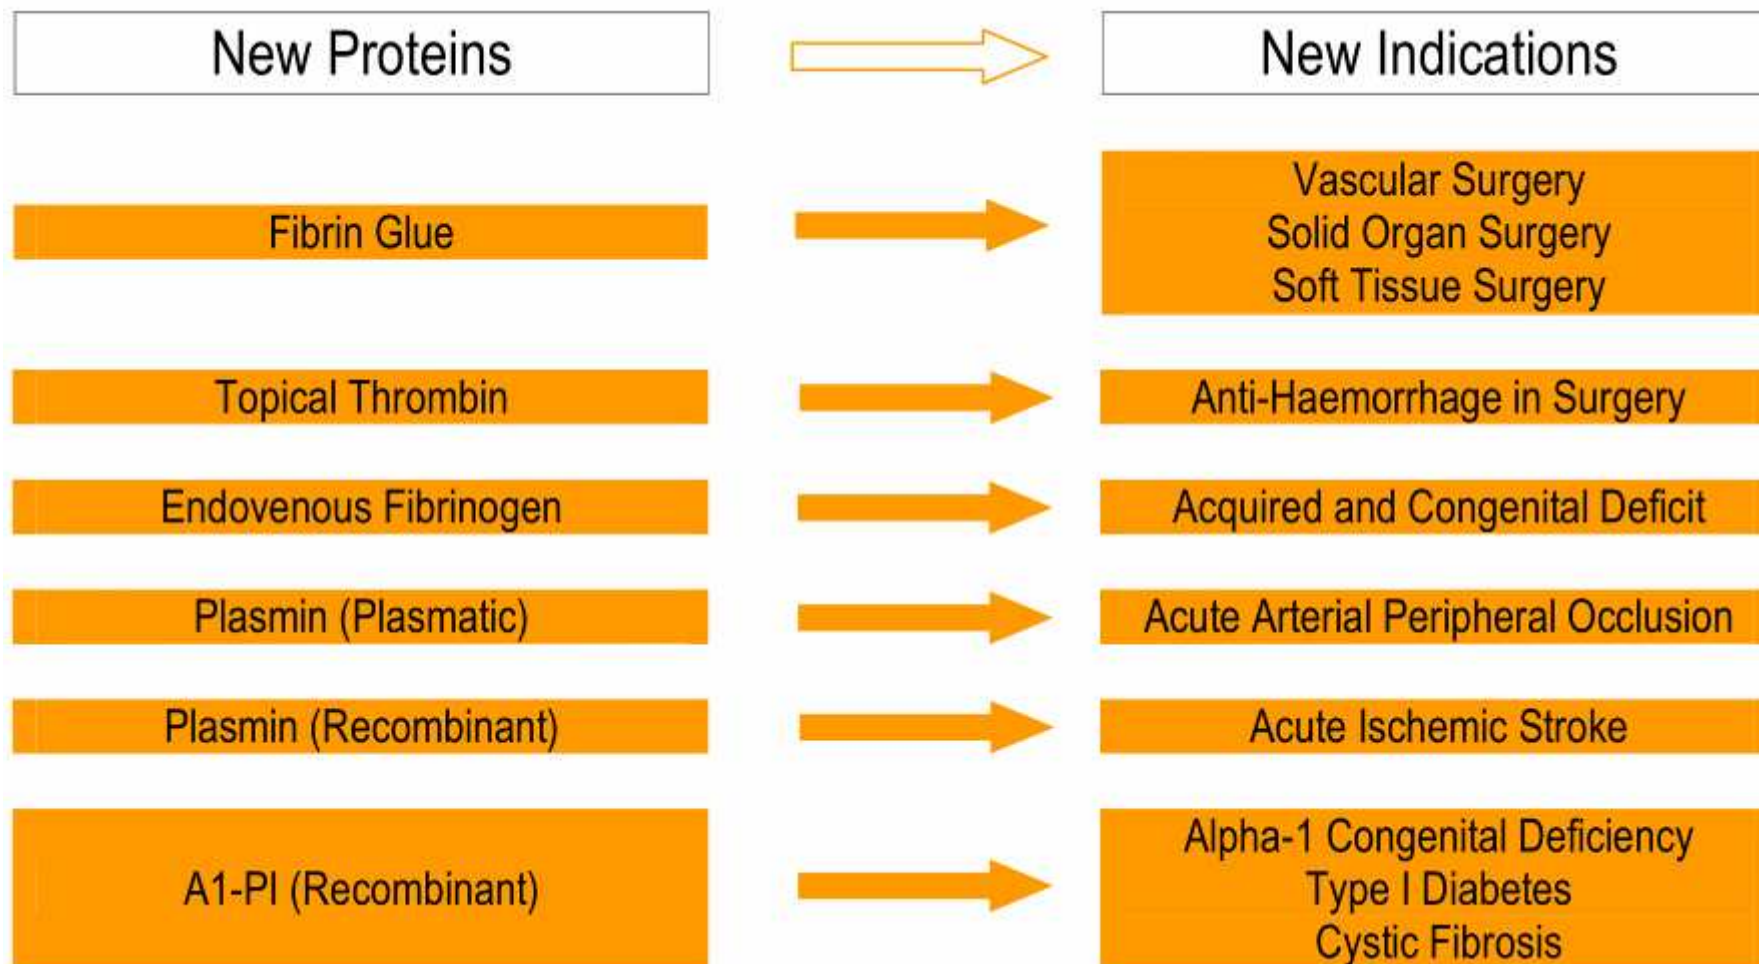 New Proteins
New Indications
Fibrin Glue
Vascular Surgery
Solid Organ Surgery
Soft Tissue Surgery
Topical Thrombin
Anti-Haemorrhage in Surgery
Endovenous Fibrinogen
Acquired and Congenital Deficit
Plasmin (Plasmatic)
Acute Arterial Peripheral Occlusion
Plasmin (Recombinant)
Acute Ischemic Stroke
A1-PI (Recombinant)
Alpha-1 Congenital Deficiency
Type I Diabetes
Cystic Fibrosis